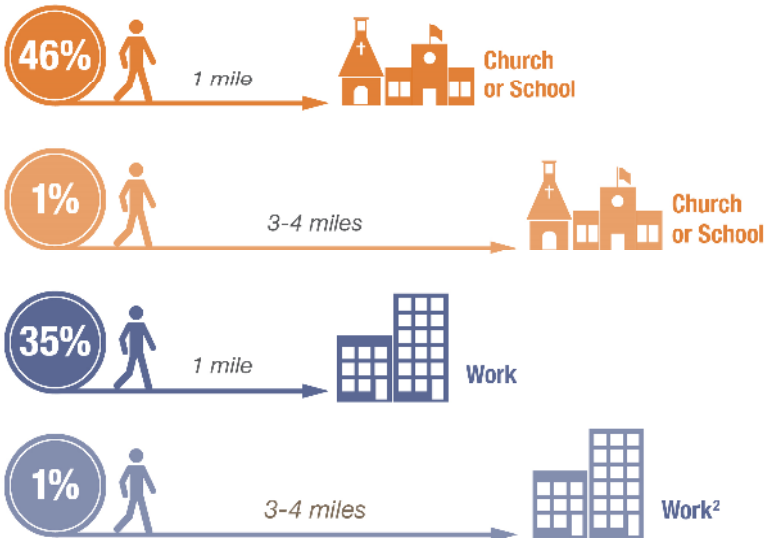 46%
1 mile
Church
or School
1%
3-4 miles
Church
or School
35%
1 mile
Work
1%
3-4 miles
Work²